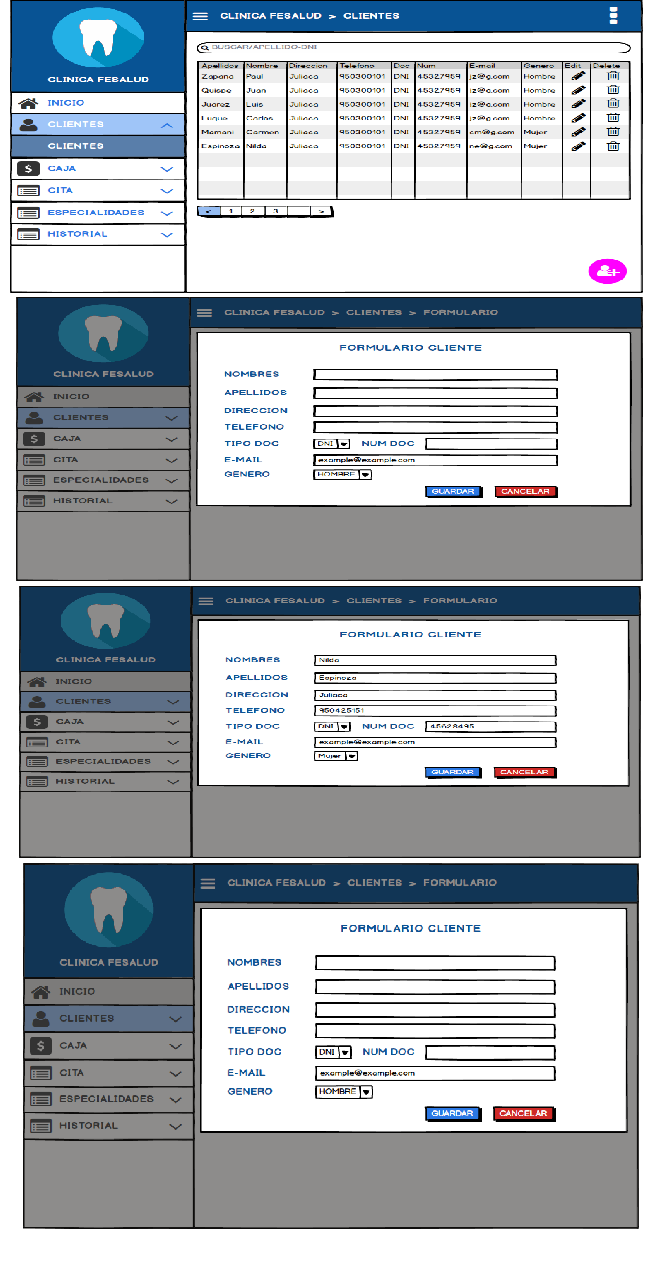 CLINICA FESALUD > CLIENTES
CLINICA FEBALUD
BUSCAR/APELLIDO-DNI
Apellidos Nombre Direccion Telefono Doc Num E-mail Genero Edit Delete
Zapana Paul Juliaca 950300101 DNI 45327959 jz@g.com Hombre
Quispe Juan Juliaca 950300101 DNI 45327959 jz@g.com Hombre
Juarez Luis Juliaca 950300101 DNI 45327959 jz@g.com Hombre
Luque Carlos Juliaca 950300101 DNI 45327959 jz@g.com Hombre
Mamani Carmen Juliaca 950300101 DNI 45327959 cm@g.com Mujer
Espinoza Nilda Juliaca 950300101 DNI 45327959 ne@g.com Mujer
< 1 2 3 >
INICIO
CLIENTES
CLIENTES
CAJA
CITA
ESPECIALIDADES
HISTORIAL
CLINICA FESALUD > CLIENTES > FORMULARIO
CLINICA FESALUD
INICIO
CLIENTES
CAJA
CITA
ESPECIALIDADES
HISTORIAL
FORMULARIO CLIENTE
NOMBRES
APELLIDOS
DIRECCION
TELEFONO
TIPO DOC DNI NUM DOC
E-MAIL example@example.com
GENERO HOMBRE
GUARDAR CANCELAR
CLINICA FESALUD > CLIENTES > FORMULARIO
CLINICA FESALUD
INICIO
CLIENTES
CAJA
CITA
ESPECIALIDADES
HISTORIAL
FORMULARIO CLIENTE
NOMBRES Nilda
APELLIDOS Espinoza
DIRECCION Juliaca
TELEFONO 950425151
TIPO DOC DNI NUM DOC 45628495
E-MAIL example@example.com
GENERO Mujer
GUARDAR CANCELAR
CLINICA FESALUD > CLIENTES > FORMULARIO
CLINICA FESALUD
INICIO
CLIENTES
CAJA
CITA
ESPECIALIDADES
HISTORIAL
FORMULARIO CLIENTE
NOMBRES
APELLIDOS
DIRECCION
TELEFONO
TIPO DOC DNI NUM DOC
E-MAIL example@example.com
GENERO HOMBRE
GUARDAR CANCELAR